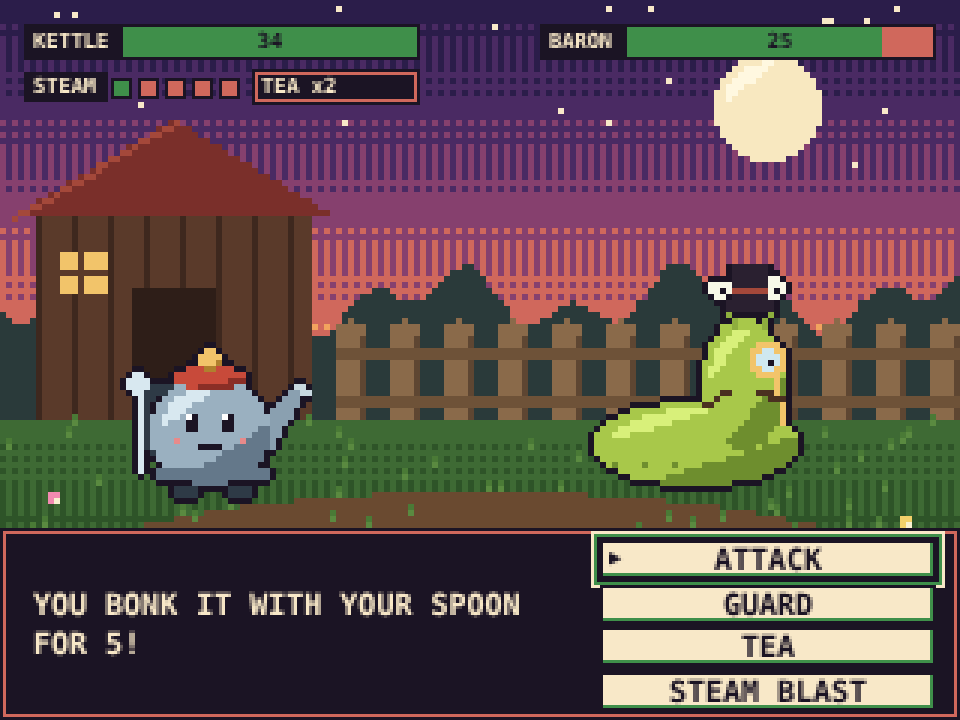 KETTLE 34 BARON 25
STEAM TEA x2
YOU BONK IT WITH YOUR SPOON
FOR 5!
ATTACK
GUARD
TEA
STEAM BLAST